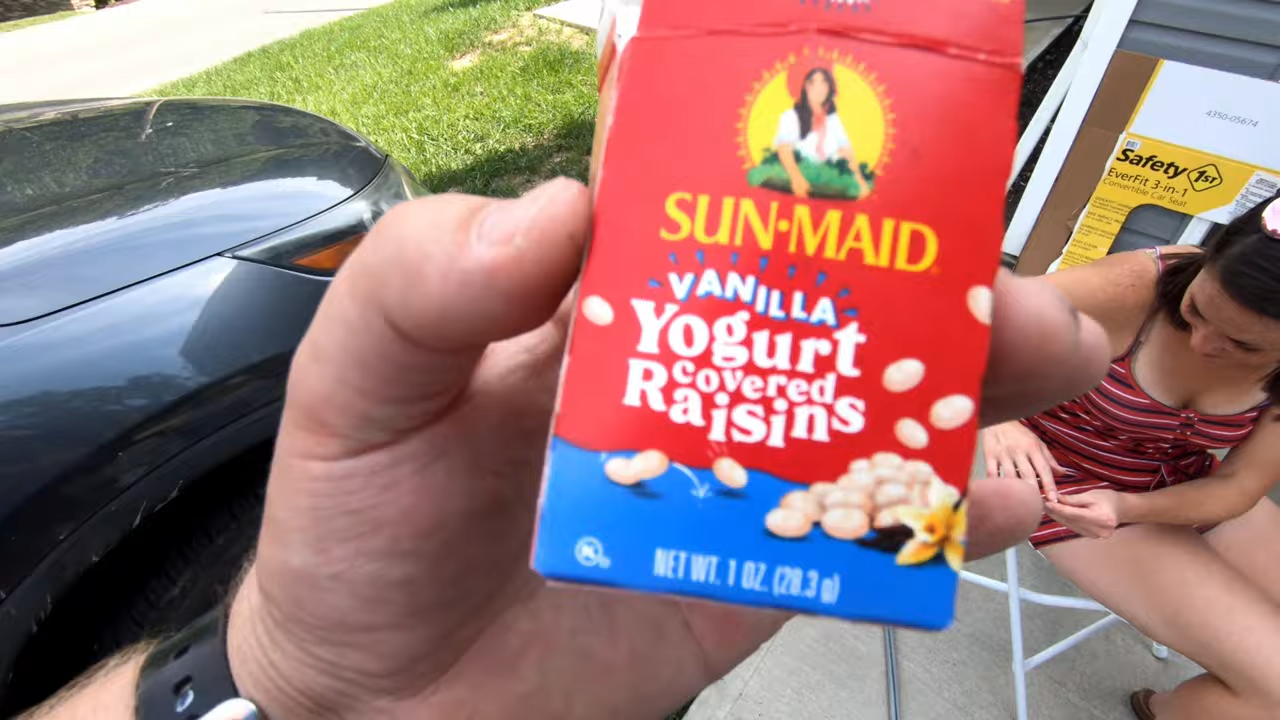 SUN•MAID
VANILLA
Yogurt
covered
Raisins
NET WT. 1 OZ. (28.3 g)
K
4350-05674
Safety 1ST
EverFit 3-in-1
Convertible Car Seat